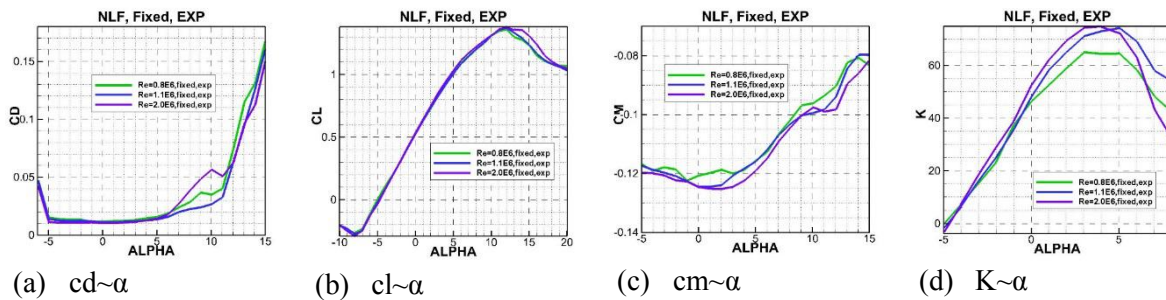 NLF, Fixed, EXP
CD
0.15
0.1
0.05
0
Re=0.8E6,fixed,exp
Re=1.1E6,fixed,exp
Re=2.0E6,fixed,exp
-5 0 5 10 15
ALPHA
(a) cd~α
NLF, Fixed, EXP
CL
1
0.5
0
Re=0.8E6,fixed,exp
Re=1.1E6,fixed,exp
Re=2.0E6,fixed,exp
-10 -5 0 5 10 15 20
ALPHA
(b) cl~α
NLF, Fixed, EXP
CM
-0.08
-0.1
-0.12
-0.14
Re=0.8E6,fixed,exp
Re=1.1E6,fixed,exp
Re=2.0E6,fixed,exp
-5 0 5 10 15
ALPHA
(c) cm~α
NLF, Fixed, EXP
K
60
40
20
0
Re=0.8E6,fixed,exp
Re=1.1E6,fixed,exp
Re=2.0E6,fixed,exp
-5 0 5
ALPHA
(d) K~α